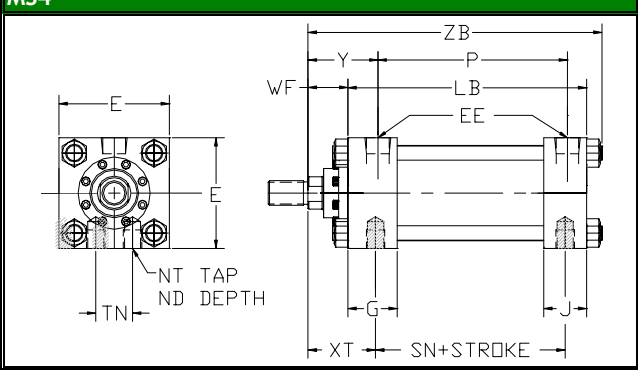 MS4
ZB
Y
P
WF
LB
E
EE
E
NT TAP
ND DEPTH
TN
G
J
XT
SN+STROKE